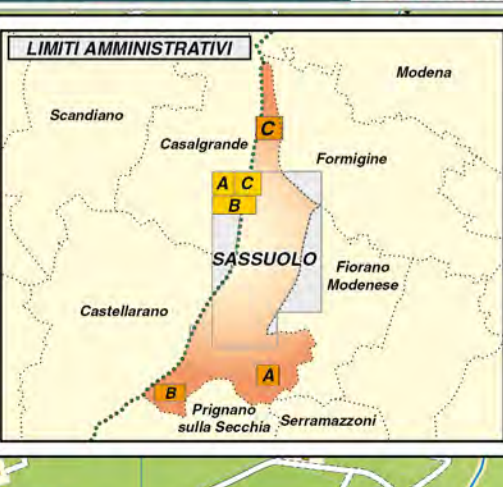 LIMITI AMMINISTRATIVI
Modena
Scandiano
C
Casalgrande
Formigine
A C
B
SASSUOLO
Fiorano
Modenese
Castellarano
A
B
Prignano
sulla Secchia
Serramazzoni